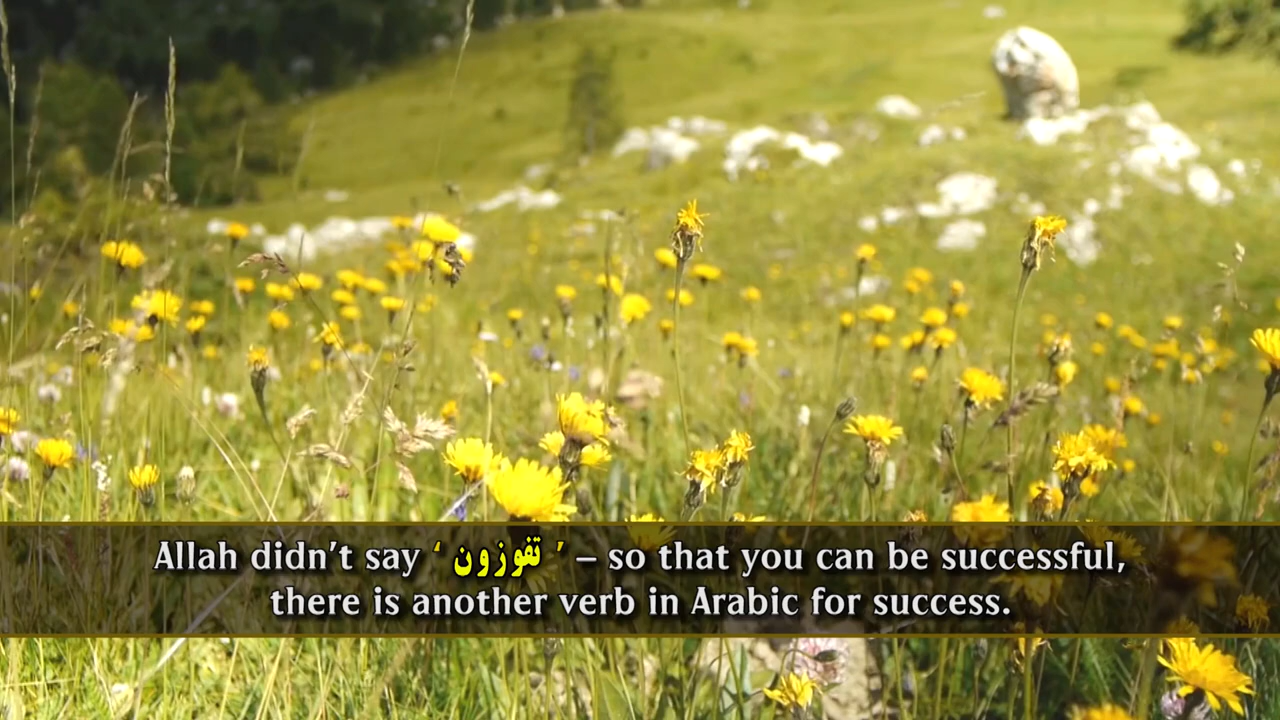 Allah didn’t say ‘ تفوزون ’ – so that you can be successful,
there is another verb in Arabic for success.